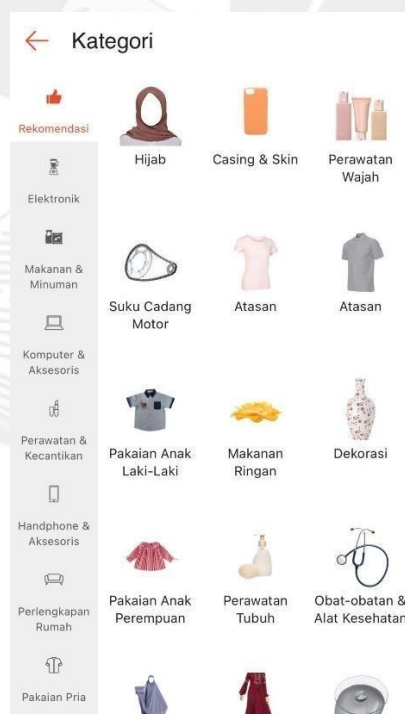 Kategori
Rekomendasi
Elektronik
Makanan &
Minuman
Komputer &
Aksesoris
Perawatan &
Kecantikan
Handphone &
Aksesoris
Perlengkapan
Rumah
Pakaian Pria
Hijab
Casing & Skin
Perawatan
Wajah
Suku Cadang
Motor
Atasan
Atasan
Pakaian Anak
Laki-Laki
Makanan
Ringan
Dekorasi
Pakaian Anak
Perempuan
Perawatan
Tubuh
Obat-obatan &
Alat Kesehatan